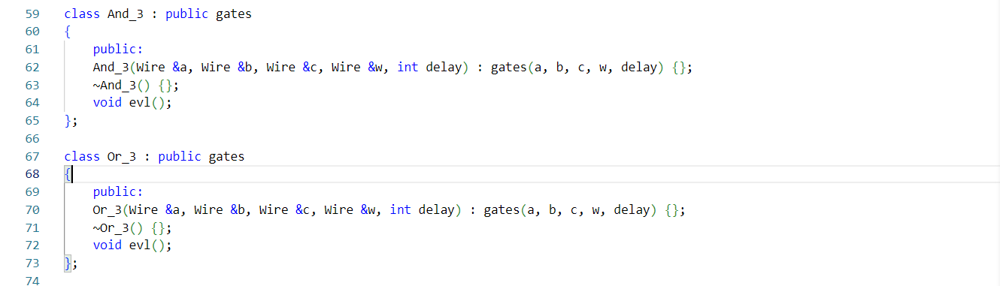 59 class And_3 : public gates
60 {
61     public:
62     And_3(Wire &a, Wire &b, Wire &c, Wire &w, int delay) : gates(a, b, c, w, delay) {};
63     ~And_3() {};
64     void evl();
65 };
66
67 class Or_3 : public gates
68 {
69     public:
70     Or_3(Wire &a, Wire &b, Wire &c, Wire &w, int delay) : gates(a, b, c, w, delay) {};
71     ~Or_3() {};
72     void evl();
73 };
74